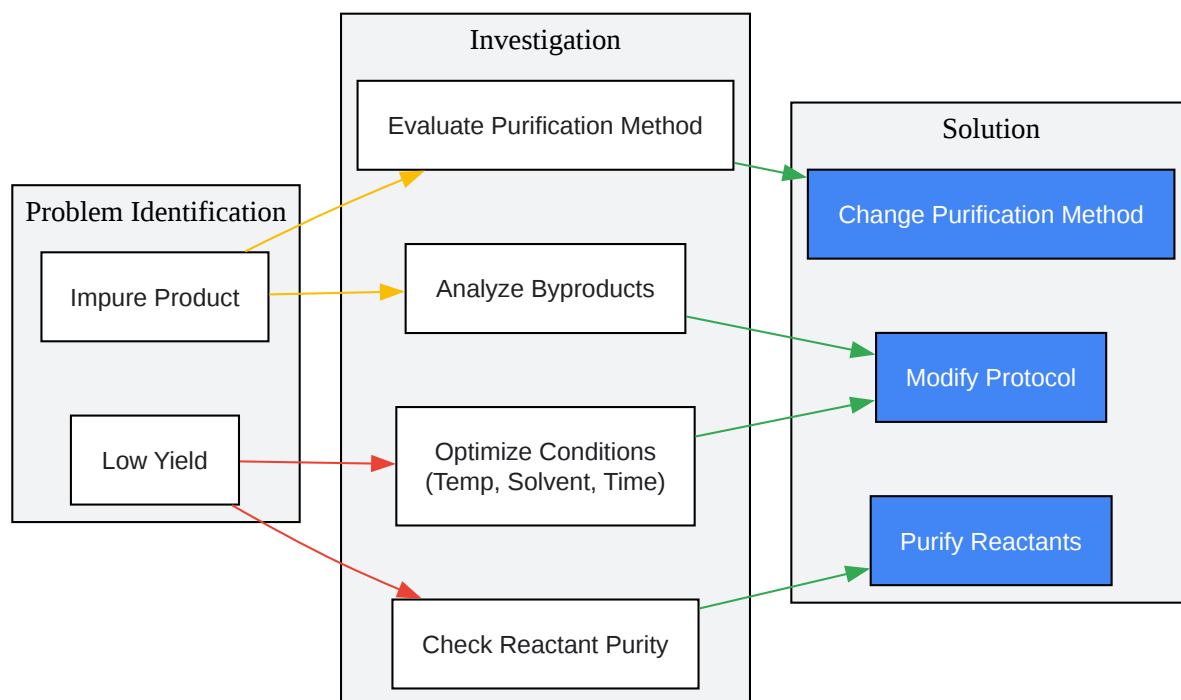 Problem Identification
Impure Product
Low Yield
Investigation
Evaluate Purification Method
Analyze Byproducts
Optimize Conditions
(Temp, Solvent, Time)
Check Reactant Purity
Solution
Change Purification Method
Modify Protocol
Purify Reactants